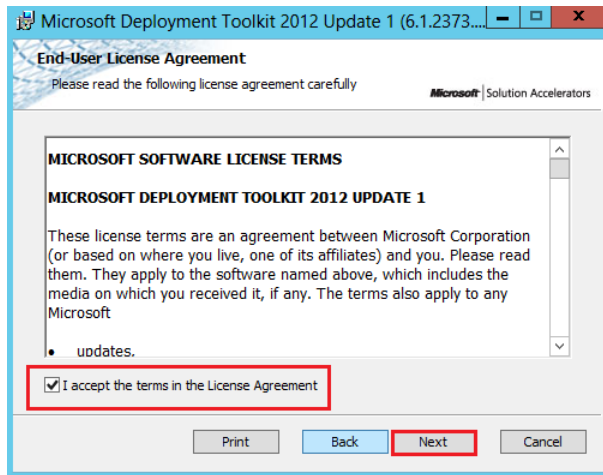 Microsoft Deployment Toolkit 2012 Update 1 (6.1.2373....
End-User License Agreement
Please read the following license agreement carefully
Microsoft Solution Accelerators
MICROSOFT SOFTWARE LICENSE TERMS
MICROSOFT DEPLOYMENT TOOLKIT 2012 UPDATE 1
These license terms are an agreement between Microsoft Corporation
(or based on where you live, one of its affiliates) and you. Please read
them. They apply to the software named above, which includes the
media on which you received it, if any. The terms also apply to any
Microsoft
• updates,
I accept the terms in the License Agreement
Print Back Next Cancel